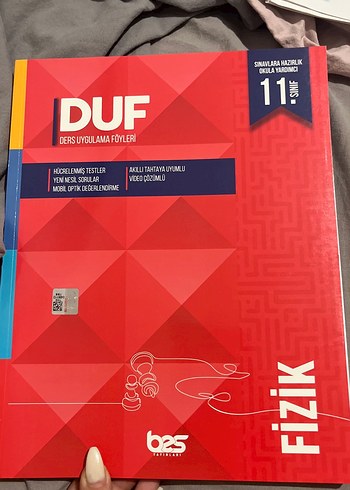 SINAVLARA HAZIRLIK
OKULA YARDIMCI
11. SINIF
DUF
DERS UYGULAMA FÖYLERİ
HÜCRELENMİŞ TESTLER
YENİ NESİL SORULAR
MOBİL OPTİK DEĞERLENDİRME
AKILLI TAHTAYA UYUMLU
VİDEO ÇÖZÜMLÜ
FİZİK
bes
YAYINLARI